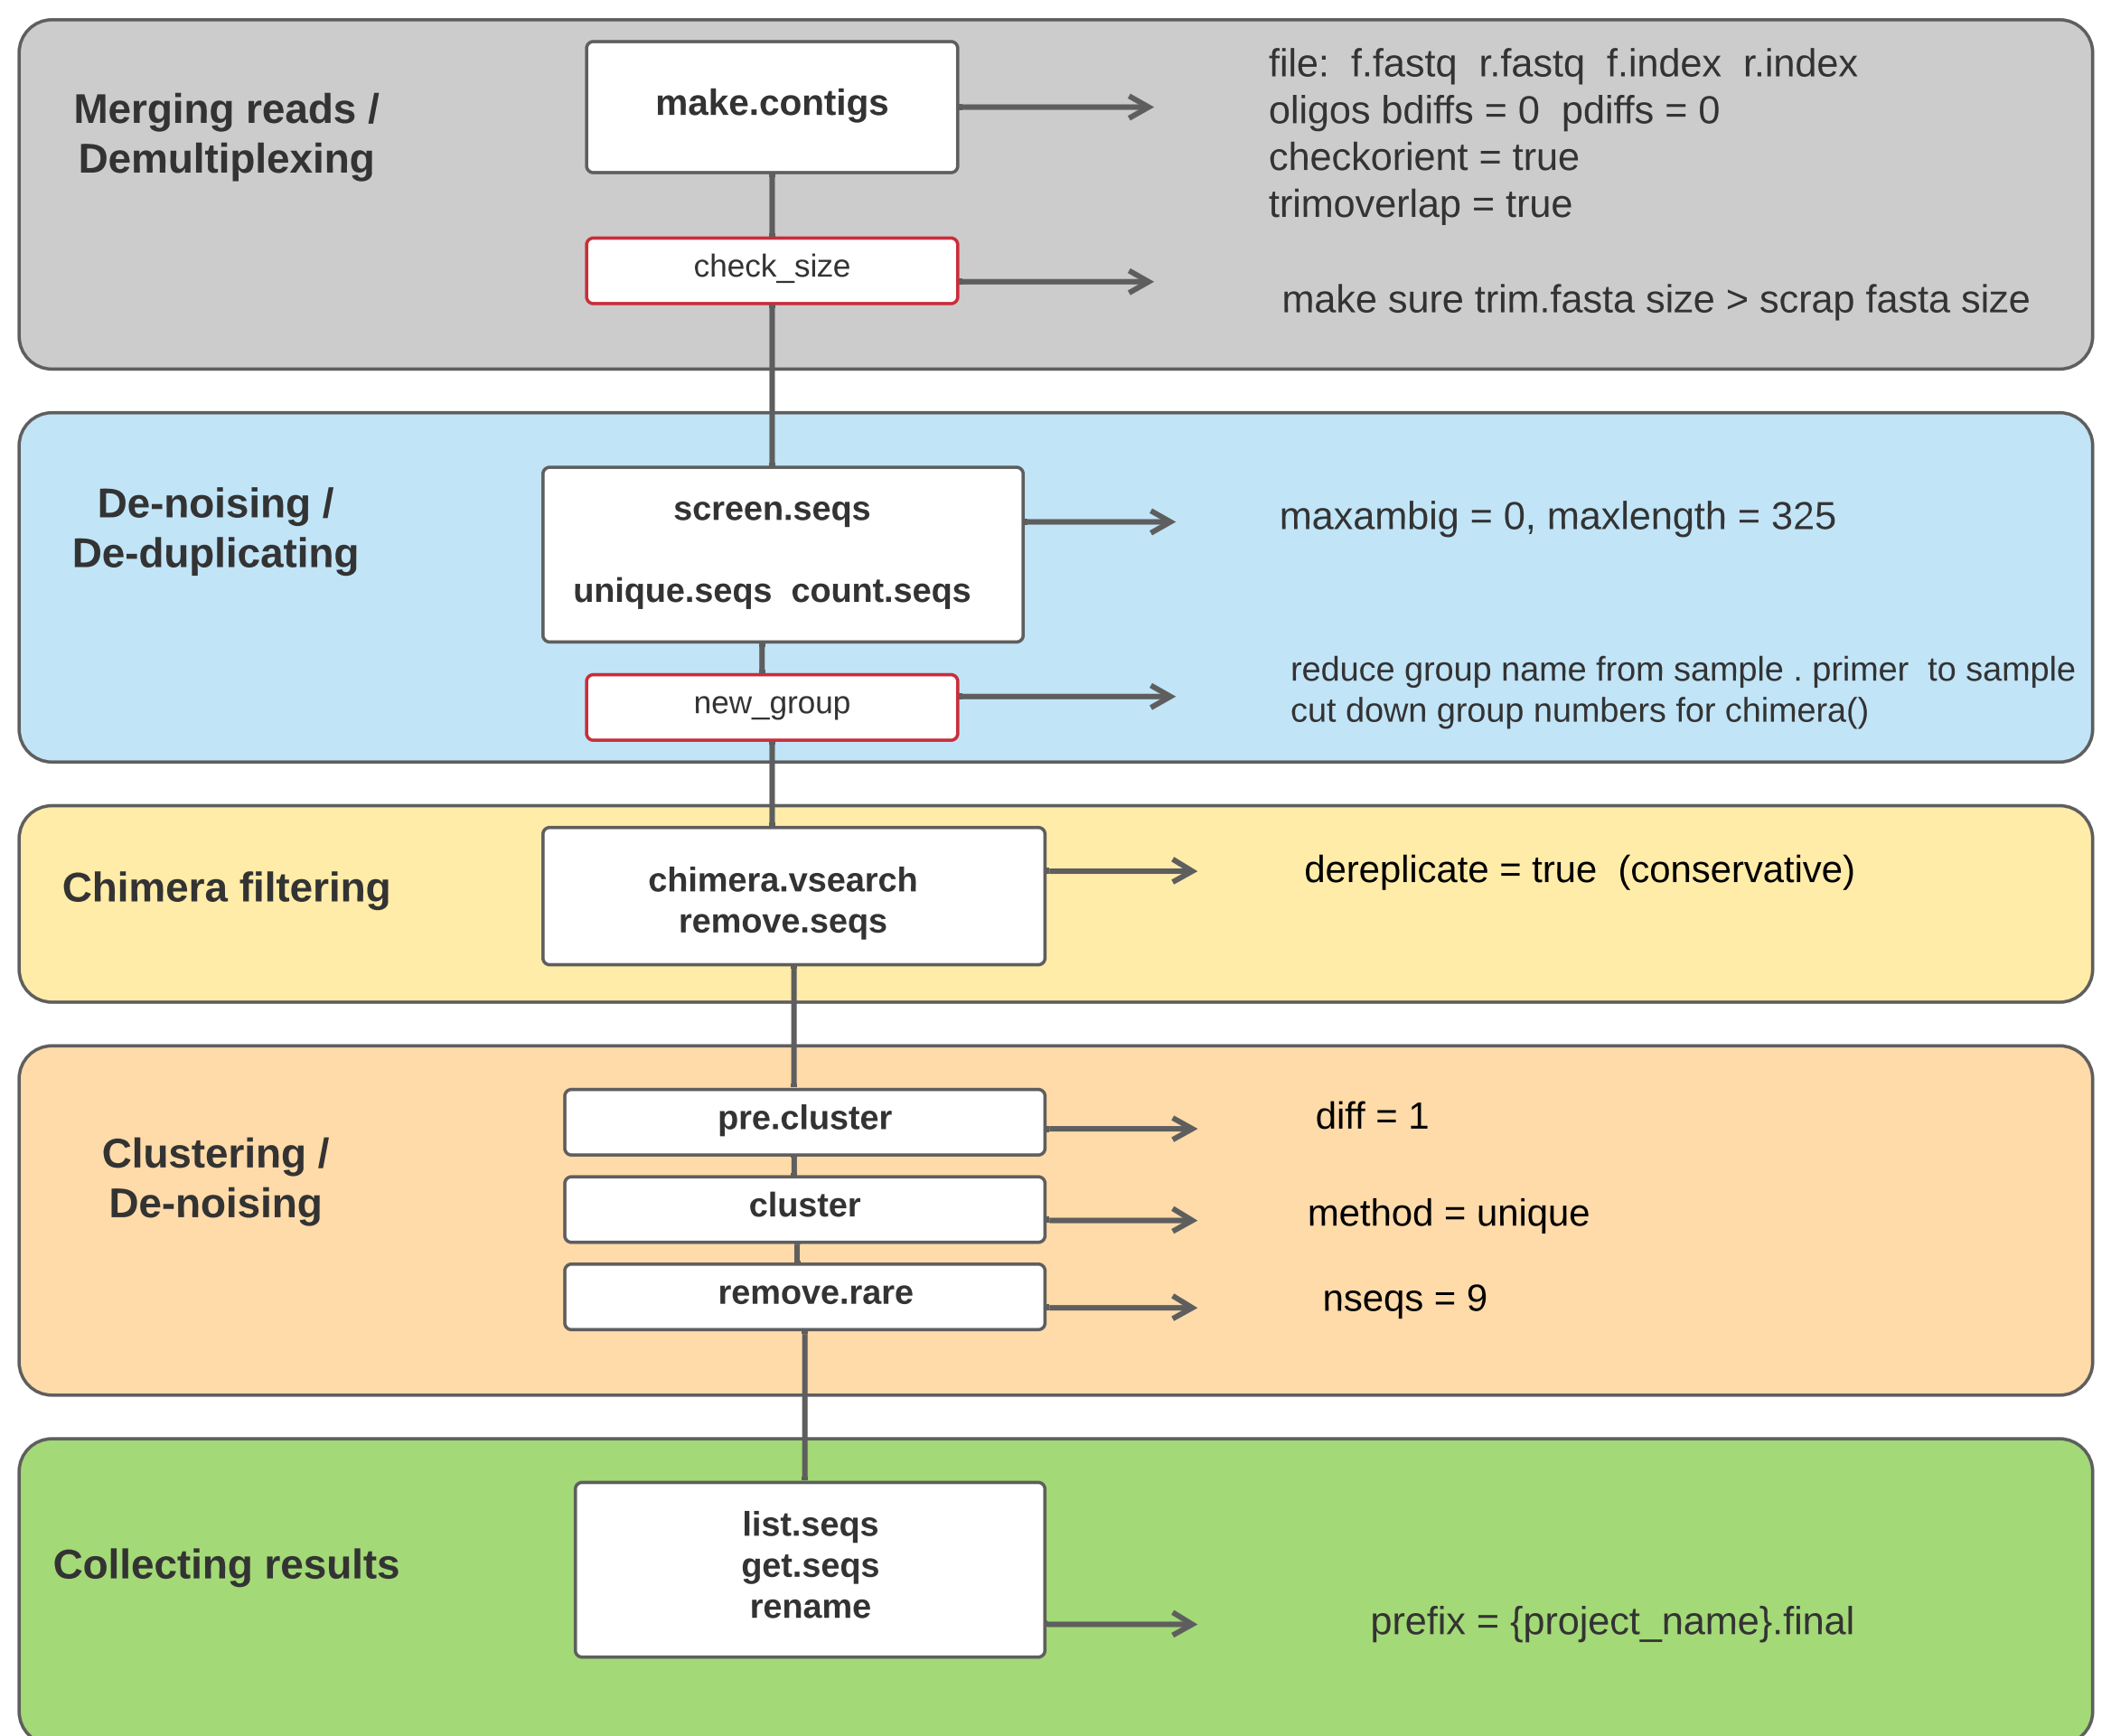 Merging reads /
Demultiplexing
make.contigs
file:  f.fastq  r.fastq  f.index  r.index
oligos bdiffs = 0  pdiffs = 0
checkorient = true
trimoverlap = true
check_size
make sure trim.fasta size > scrap fasta size
De-noising /
De-duplicating
screen.seqs
unique.seqs  count.seqs
maxambig = 0, maxlength = 325
new_group
reduce group name from sample . primer  to sample
cut down group numbers for chimera()
Chimera filtering
chimera.vsearch
remove.seqs
dereplicate = true  (conservative)
Clustering /
De-noising
pre.cluster
diff = 1
cluster
method = unique
remove.rare
nseqs = 9
Collecting results
list.seqs
get.seqs
rename
prefix = {project_name}.final